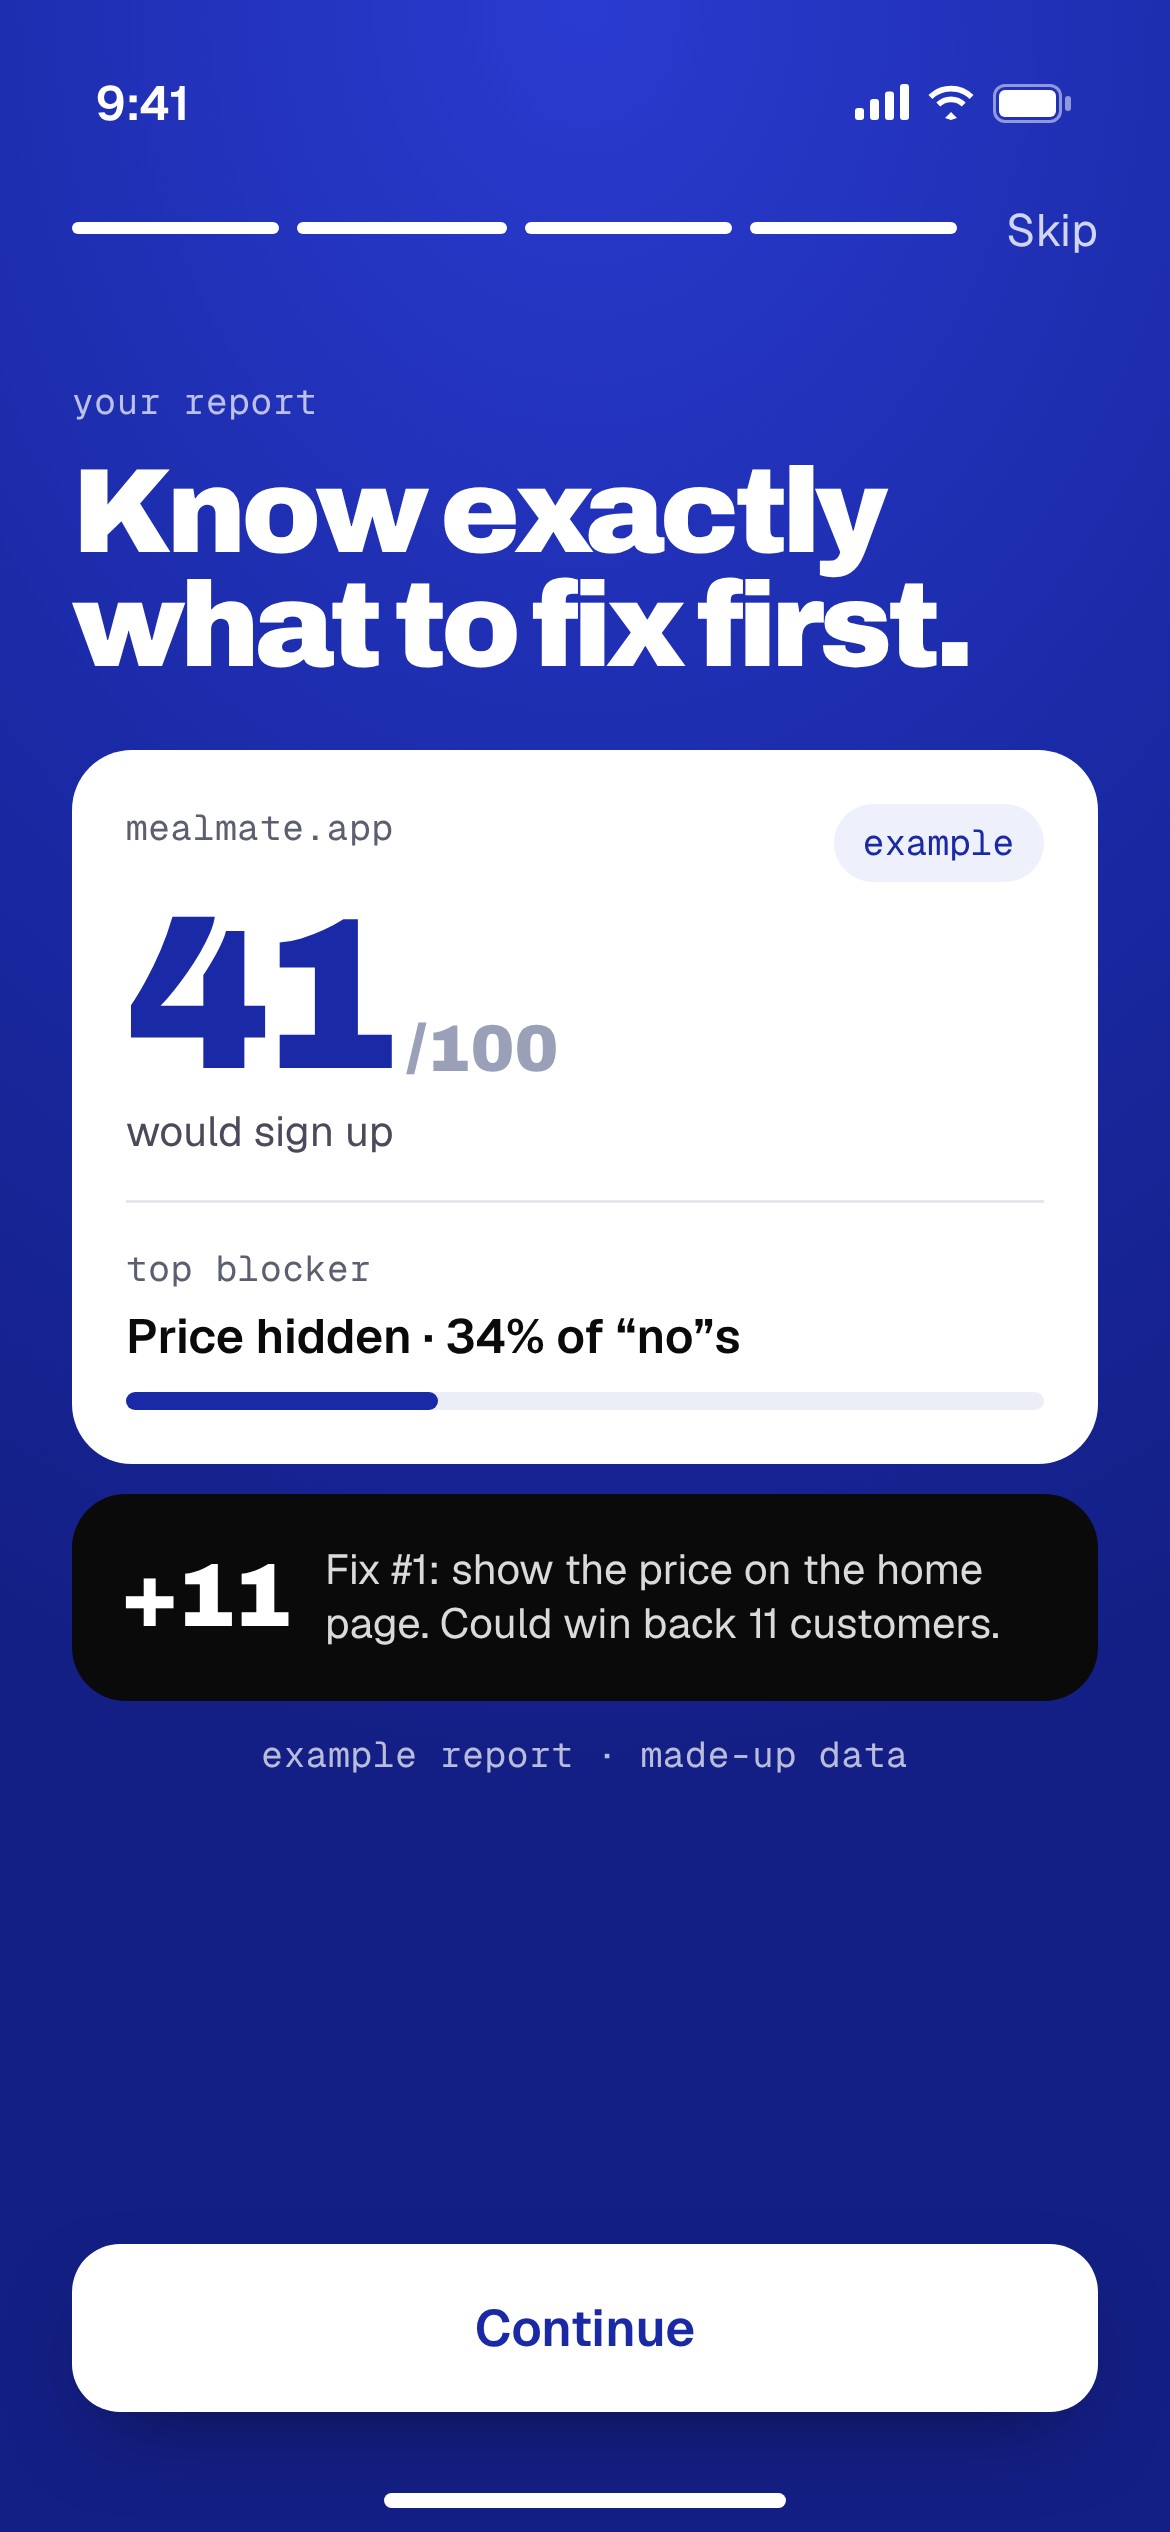 9:41
Skip
your report
Know exactly
what to fix first.
mealmate.app
example
41/100
would sign up
top blocker
Price hidden · 34% of “no”s
+11
Fix #1: show the price on the home
page. Could win back 11 customers.
example report · made-up data
Continue